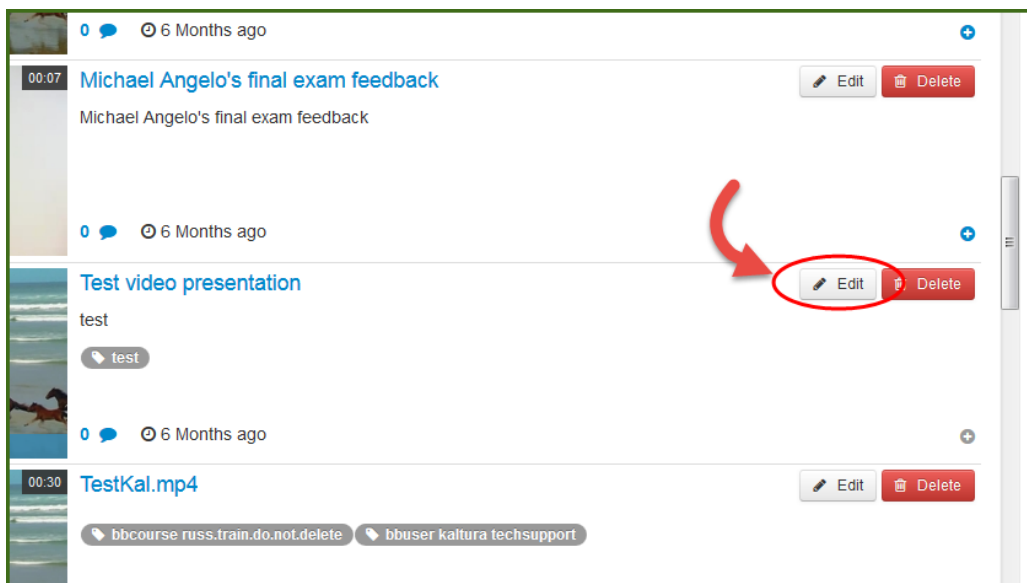 0 6 Months ago
00:07 Michael Angelo's final exam feedback Edit Delete
Michael Angelo's final exam feedback
0 6 Months ago
Test video presentation Edit Delete
test
test
0 6 Months ago
00:30 TestKal.mp4 Edit Delete
bbcourse russ.train.do.not.delete bbuser kaltura techsupport